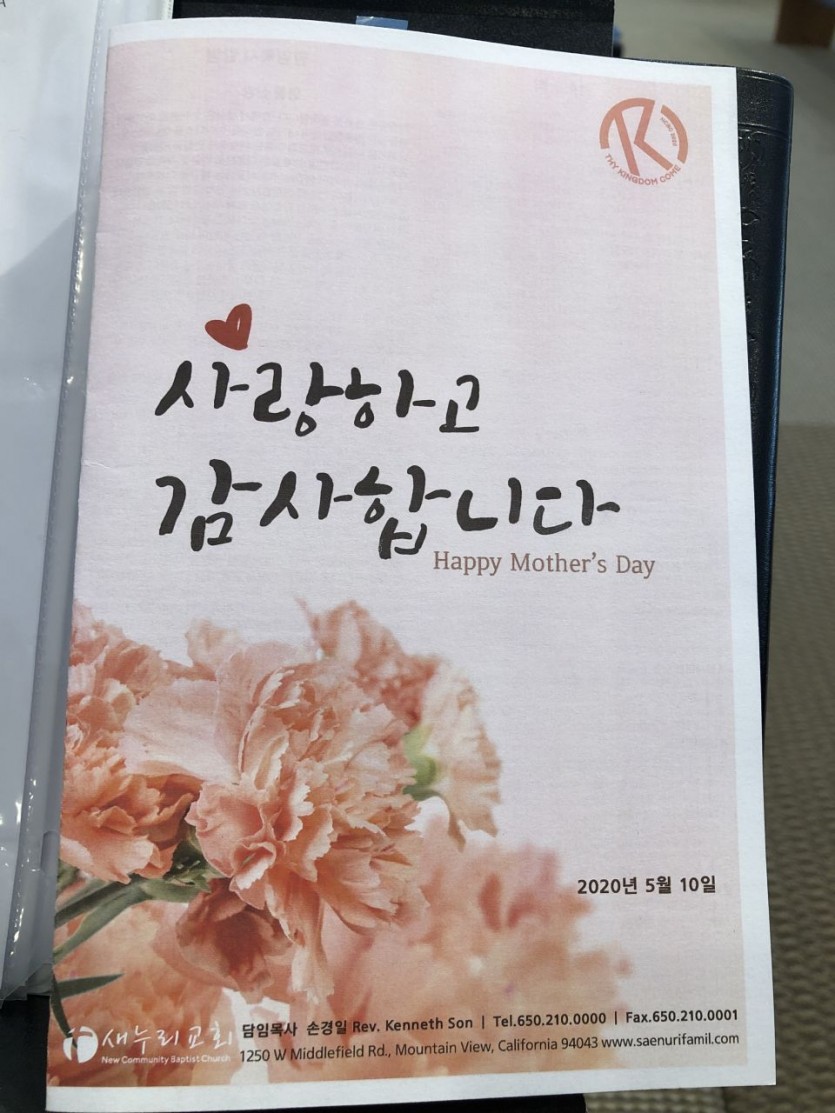 THY KINGDOM COME
사랑하고
감사합니다
Happy Mother's Day
2020년 5월 10일
새누리교회
New Community Baptist Church
담임목사 손경일 Rev. Kenneth Son | Tel.650.210.0000 | Fax.650.210.0001
1250 W Middlefield Rd., Mountain View, California 94043 www.saenurifamil.com